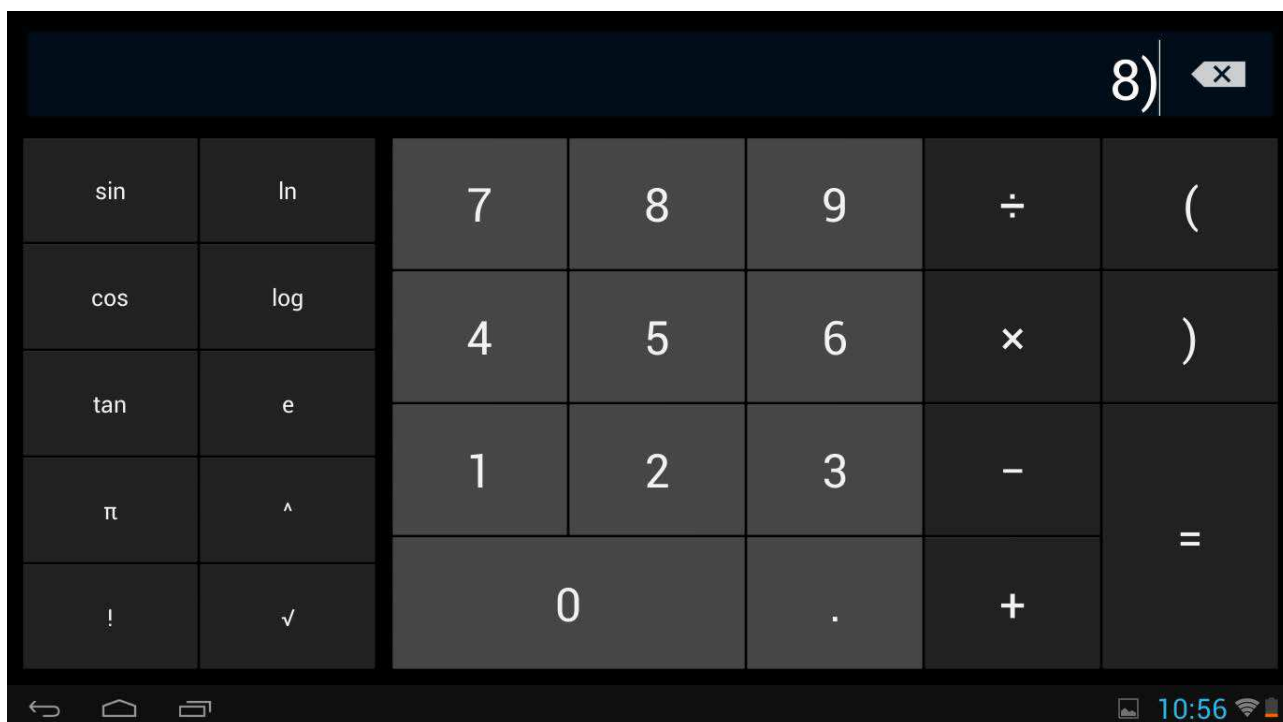 8)
sin ln 7 8 9 ÷ (
cos log 4 5 6 × )
tan e 1 2 3 −
π ^ =
! √ 0 . +
10:56